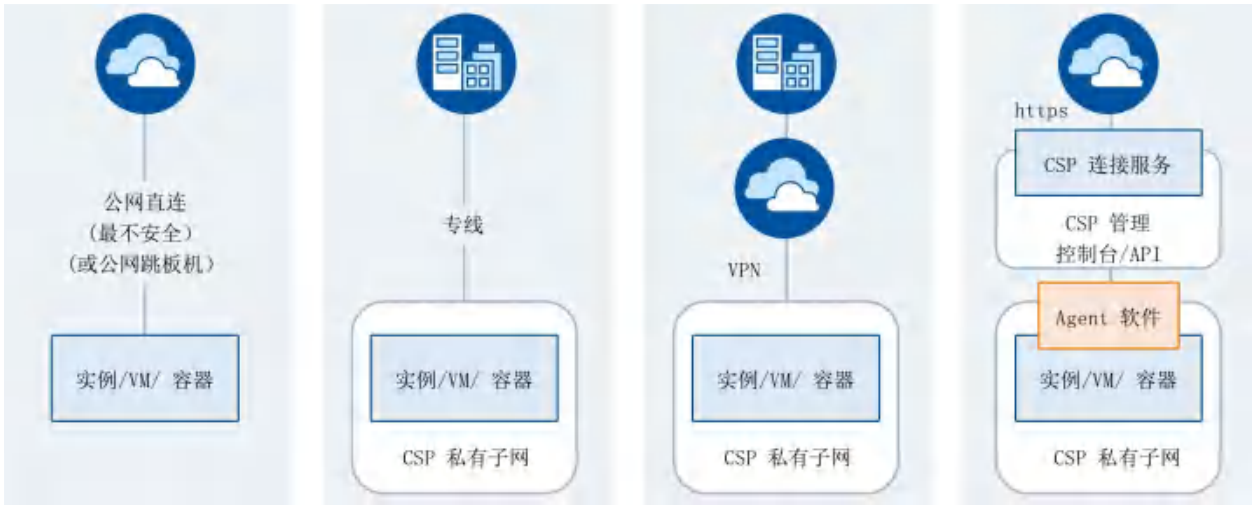 公网直连
（最不安全）
（或公网跳板机）
实例/VM/ 容器
专线
实例/VM/ 容器
CSP 私有子网
VPN
实例/VM/ 容器
CSP 私有子网
https
CSP 连接服务
CSP 管理
控制台/API
Agent 软件
实例/VM/ 容器
CSP 私有子网